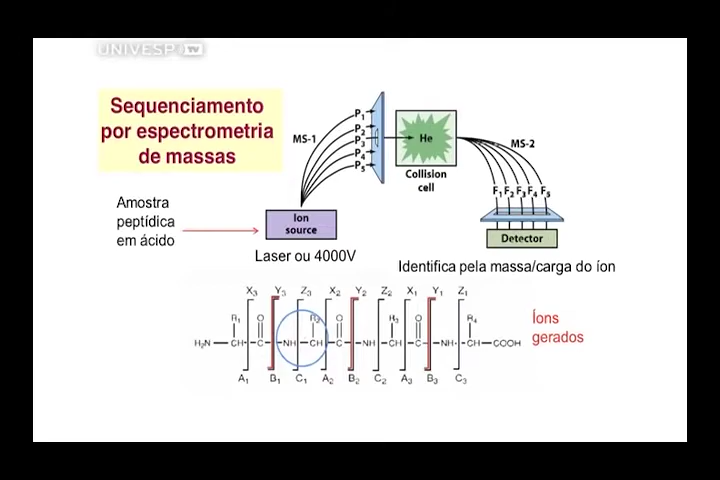 UNIVESP TV
Sequenciamento
por espectrometria
de massas
MS-1
P1
P2
P3
P4
P5
He
Collision
cell
MS-2
F1 F2 F3 F4 F5
Detector
Amostra
peptídica
em ácido
Ion
source
Laser ou 4000V
Identifica pela massa/carga do íon
X3 Y3 Z3 X2 Y2 Z2 X1 Y1 Z1
R1 O R2 O R3 O R4
H2N CH C NH CH C NH CH C NH CH COOH
A1 B1 C1 A2 B2 C2 A3 B3 C3
Íons
gerados